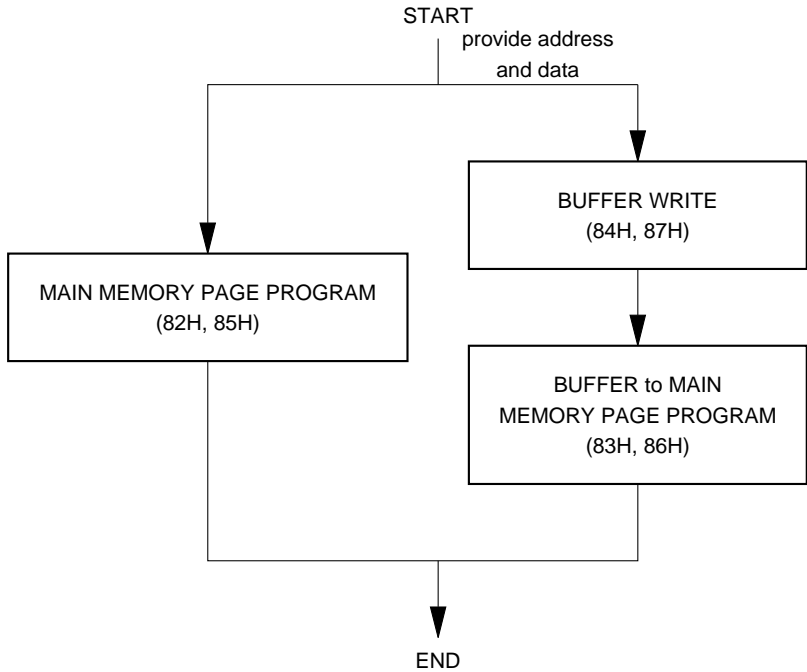 START
provide address
and data
BUFFER WRITE
(84H, 87H)
MAIN MEMORY PAGE PROGRAM
(82H, 85H)
BUFFER to MAIN
MEMORY PAGE PROGRAM
(83H, 86H)
END